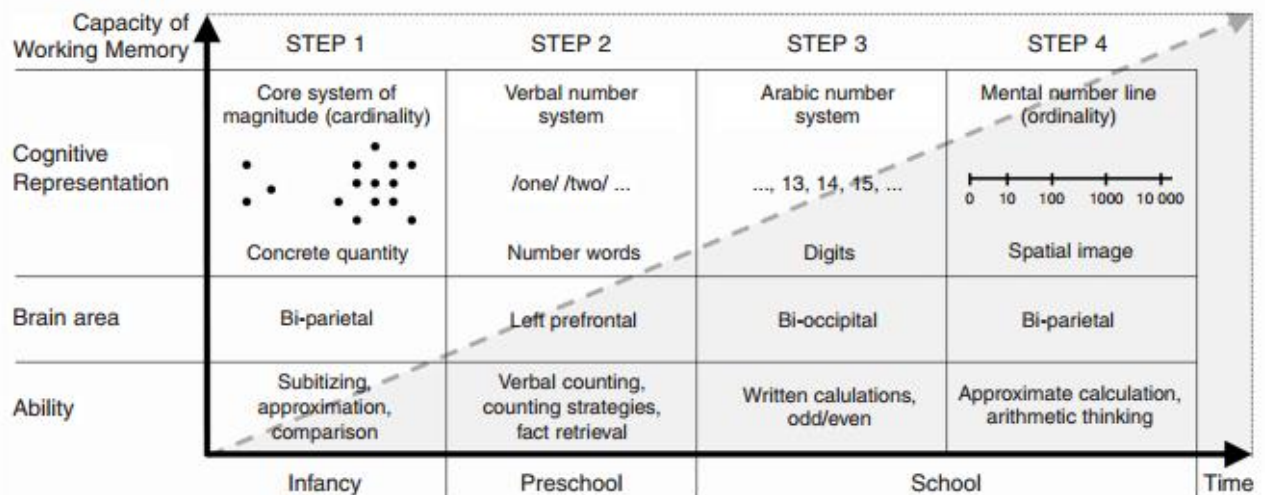 Capacity of
Working Memory
STEP 1
STEP 2
STEP 3
STEP 4
Cognitive
Representation
Core system of
magnitude (cardinality)
Concrete quantity
Verbal number
system
/one/ /two/ ...
Number words
Arabic number
system
..., 13, 14, 15, ...
Digits
Mental number line
(ordinality)
0 10 100 1000 10 000
Spatial image
Brain area
Bi-parietal
Left prefrontal
Bi-occipital
Bi-parietal
Ability
Subitizing,
approximation,
comparison
Verbal counting,
counting strategies,
fact retrieval
Written calulations,
odd/even
Approximate calculation,
arithmetic thinking
Infancy
Preschool
School
Time